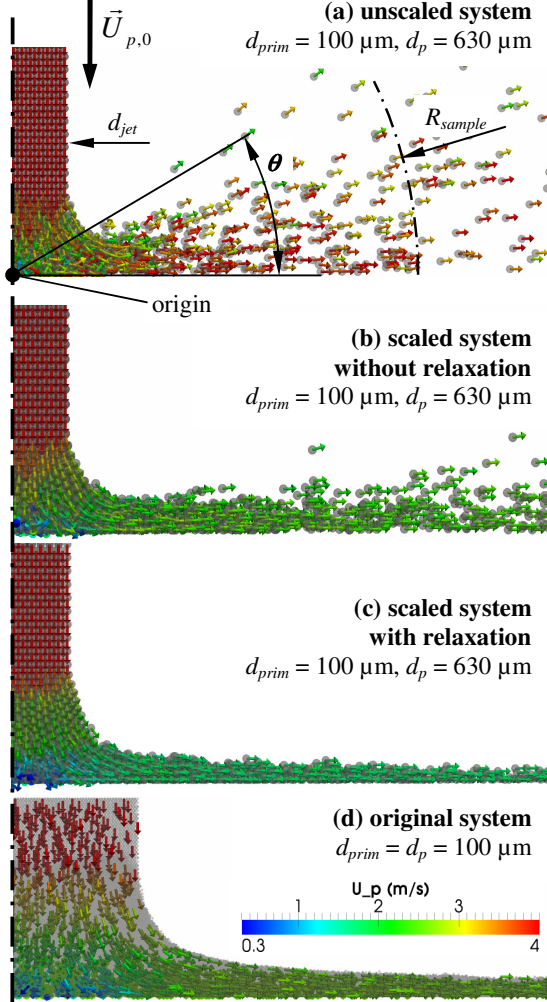 (a) unscaled system
U⃗p,0
dprim = 100 µm, dp = 630 µm
djet
Rsample
θ
origin
(b) scaled system
without relaxation
dprim = 100 µm, dp = 630 µm
(c) scaled system
with relaxation
dprim = 100 µm, dp = 630 µm
(d) original system
dprim = dp = 100 µm
U_p (m/s)
1 2 3
0.3 4